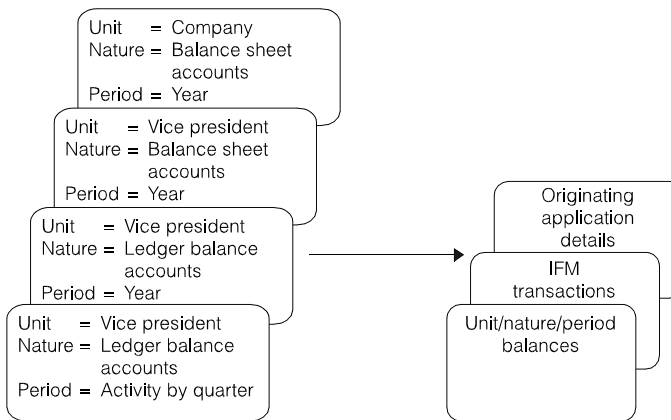 Unit = Company
Nature = Balance sheet
accounts
Period = Year
Unit = Vice president
Nature = Balance sheet
accounts
Period = Year
Unit = Vice president
Nature = Ledger balance
accounts
Period = Year
Unit = Vice president
Nature = Ledger balance
accounts
Period = Activity by quarter
Originating
application
details
IFM
transactions
Unit/nature/period
balances